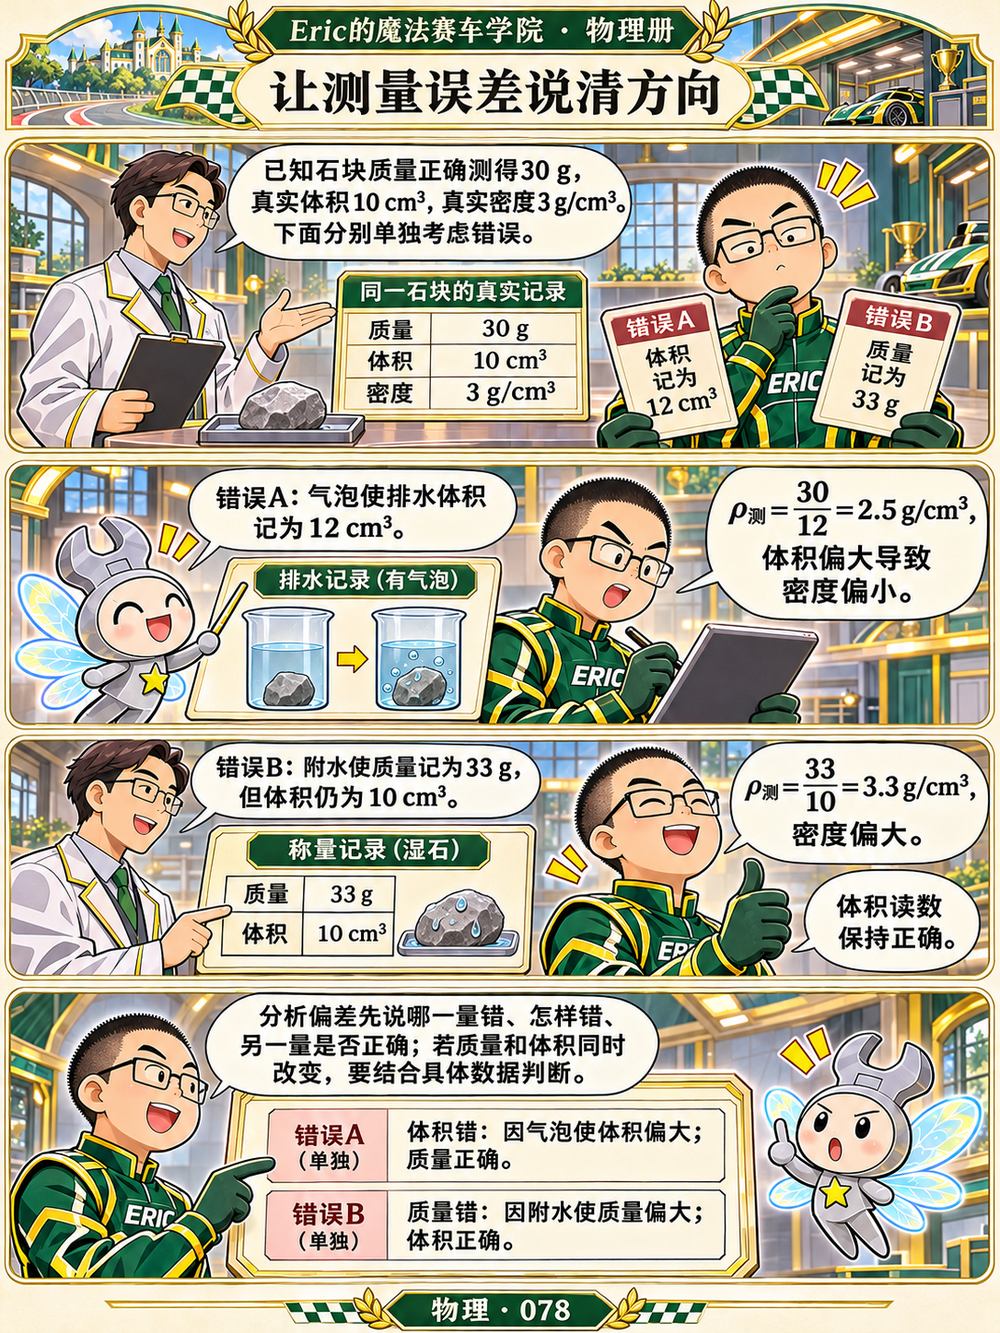 Eric的魔法赛车学院 · 物理册
让测量误差说清方向
已知石块质量正确测得30 g,
真实体积10 cm³, 真实密度3 g/cm³。
下面分别单独考虑错误。
同一石块的真实记录
质量 30 g
体积 10 cm³
密度 3 g/cm³
错误A
体积
记为
12 cm³
错误B
质量
记为
33 g
ERIC
错误A：气泡使排水体积
记为12 cm³。
排水记录（有气泡）
ρ测 = 30/12 = 2.5 g/cm³,
体积偏大导致
密度偏小。
ERIC
错误B：附水使质量记为33 g,
但体积仍为10 cm³。
称量记录（湿石）
质量 33 g
体积 10 cm³
ρ测 = 33/10 = 3.3 g/cm³,
密度偏大。
体积读数
保持正确。
ERI
分析偏差先说哪一量错、怎样错、
另一量是否正确；若质量和体积同时
改变，要结合具体数据判断。
错误A
（单独）
体积错：因气泡使体积偏大；
质量正确。
错误B
（单独）
质量错：因附水使质量偏大；
体积正确。
ERIC
物理 · 078